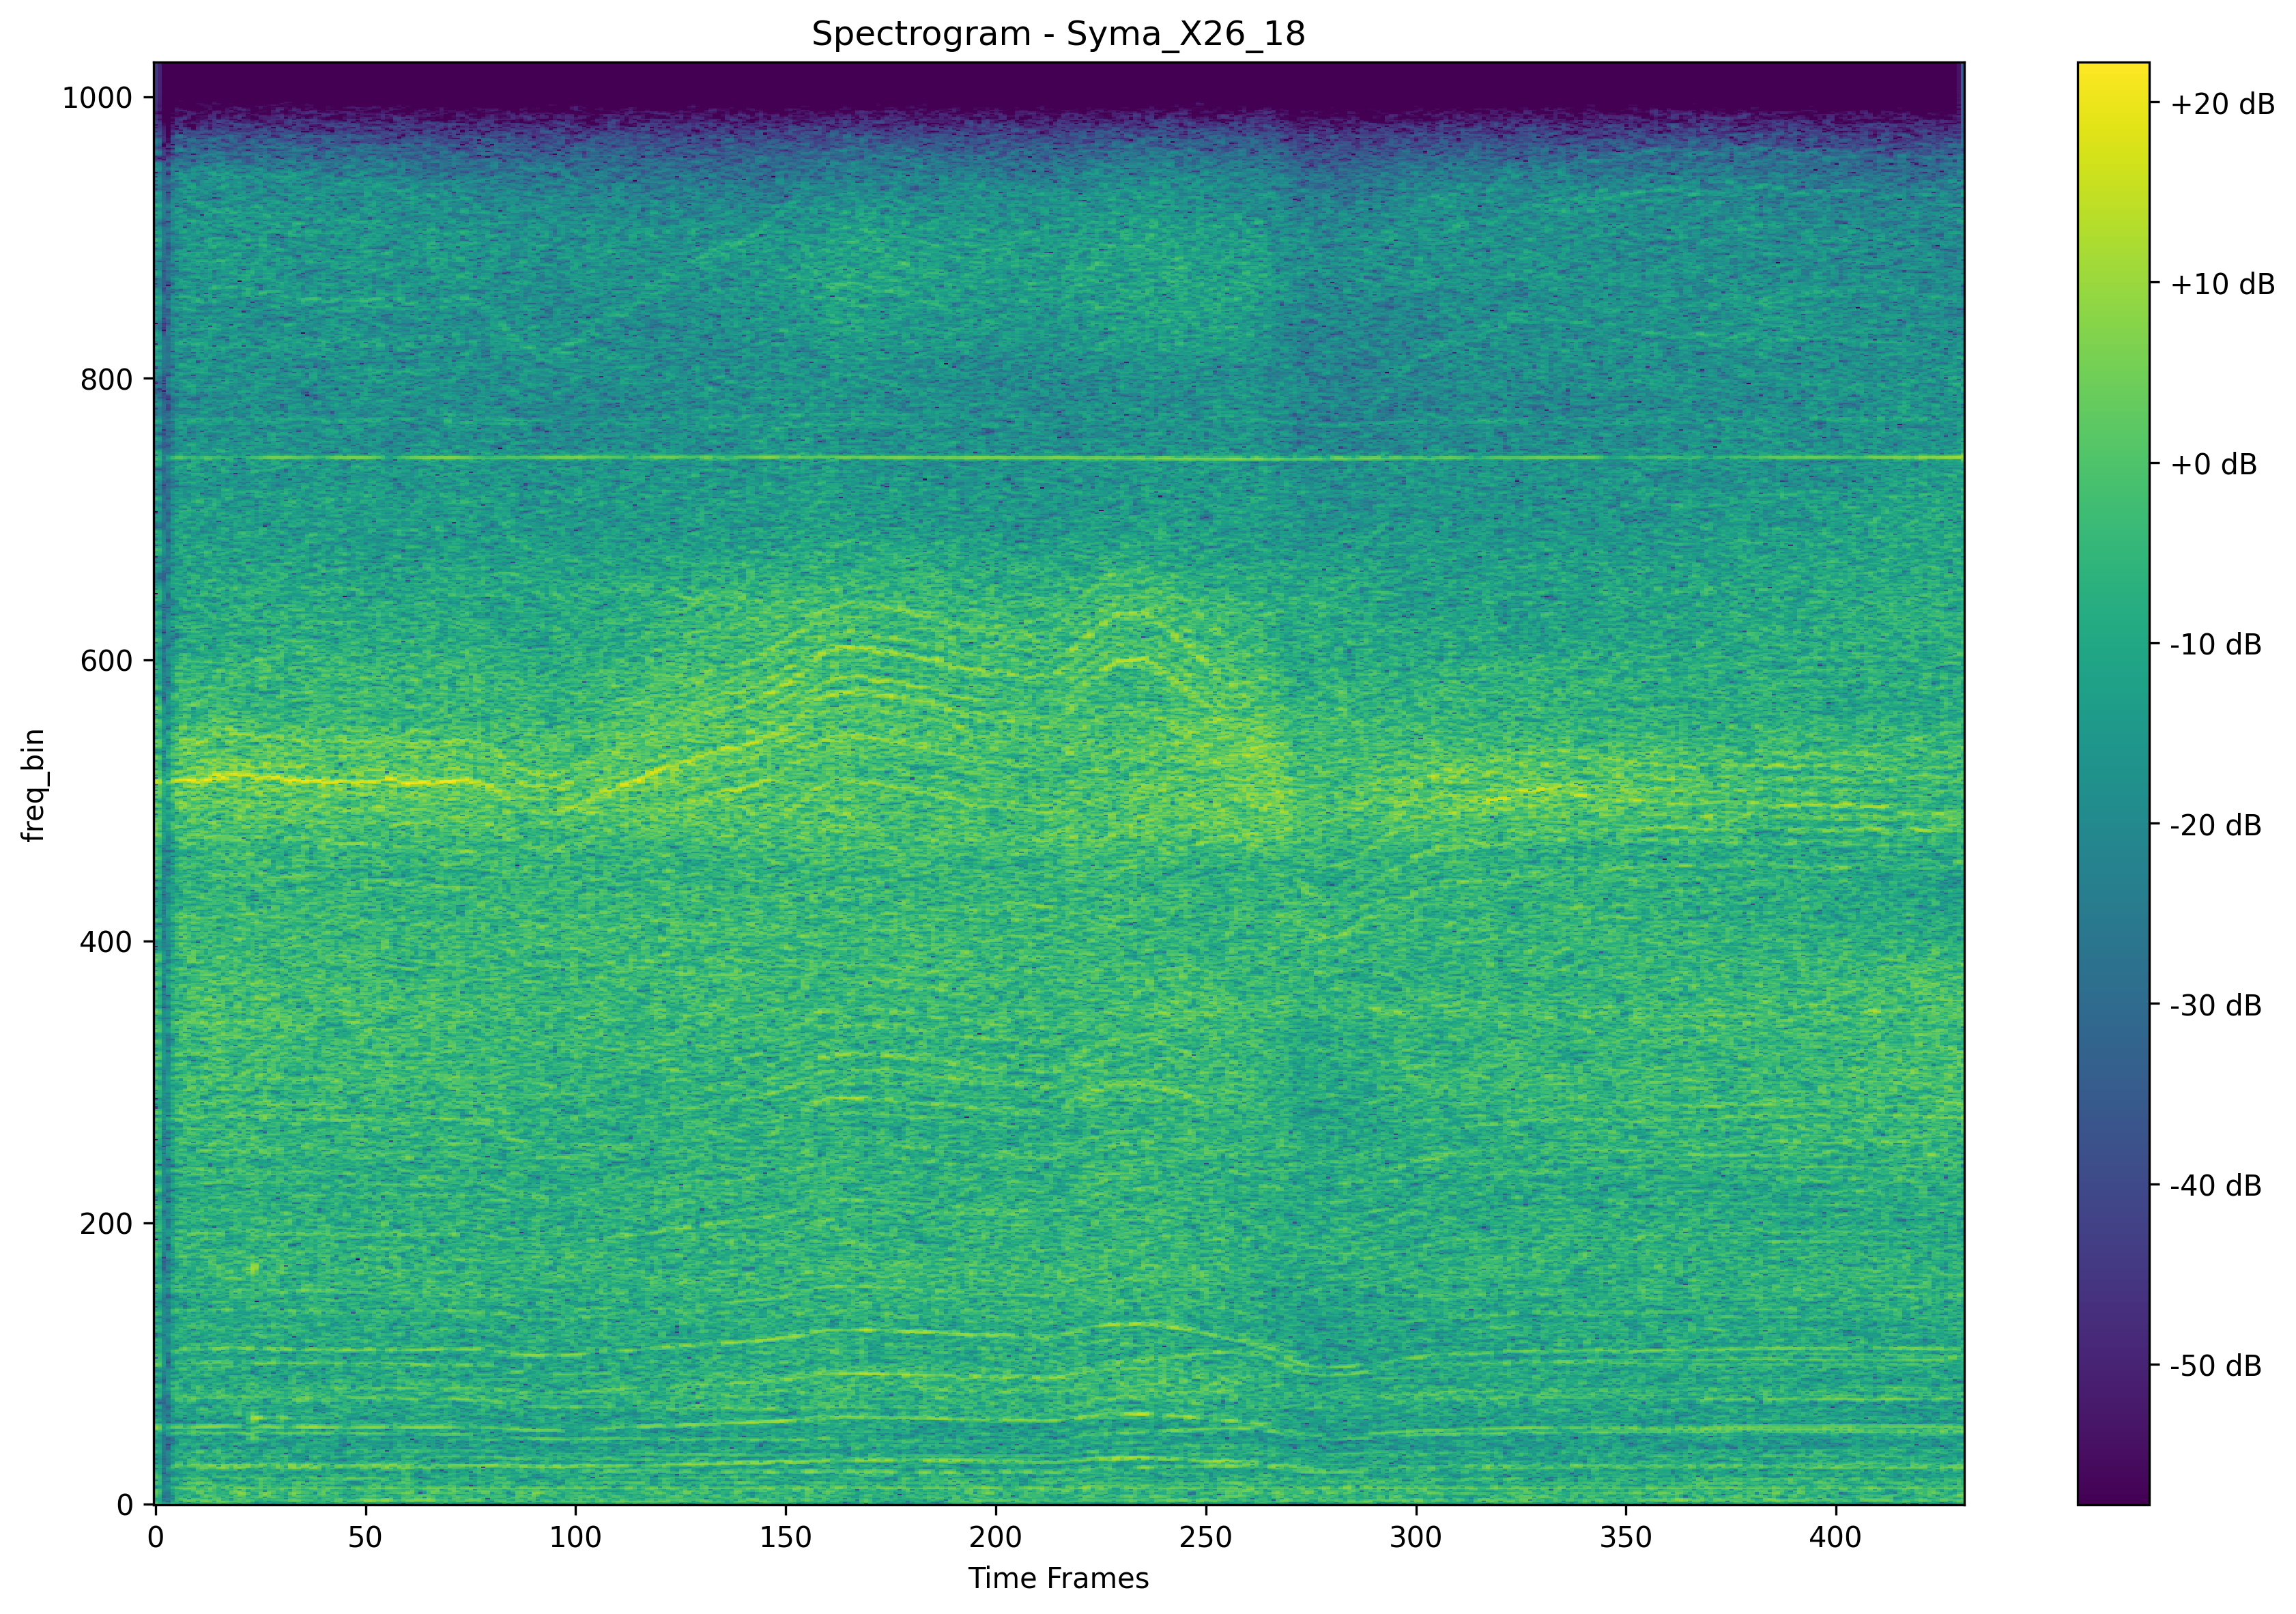 Spectrogram - Syma_X26_18
1000
800
600
400
200
0
freq_bin
0 50 100 150 200 250 300 350 400
Time Frames
+20 dB
+10 dB
+0 dB
-10 dB
-20 dB
-30 dB
-40 dB
-50 dB